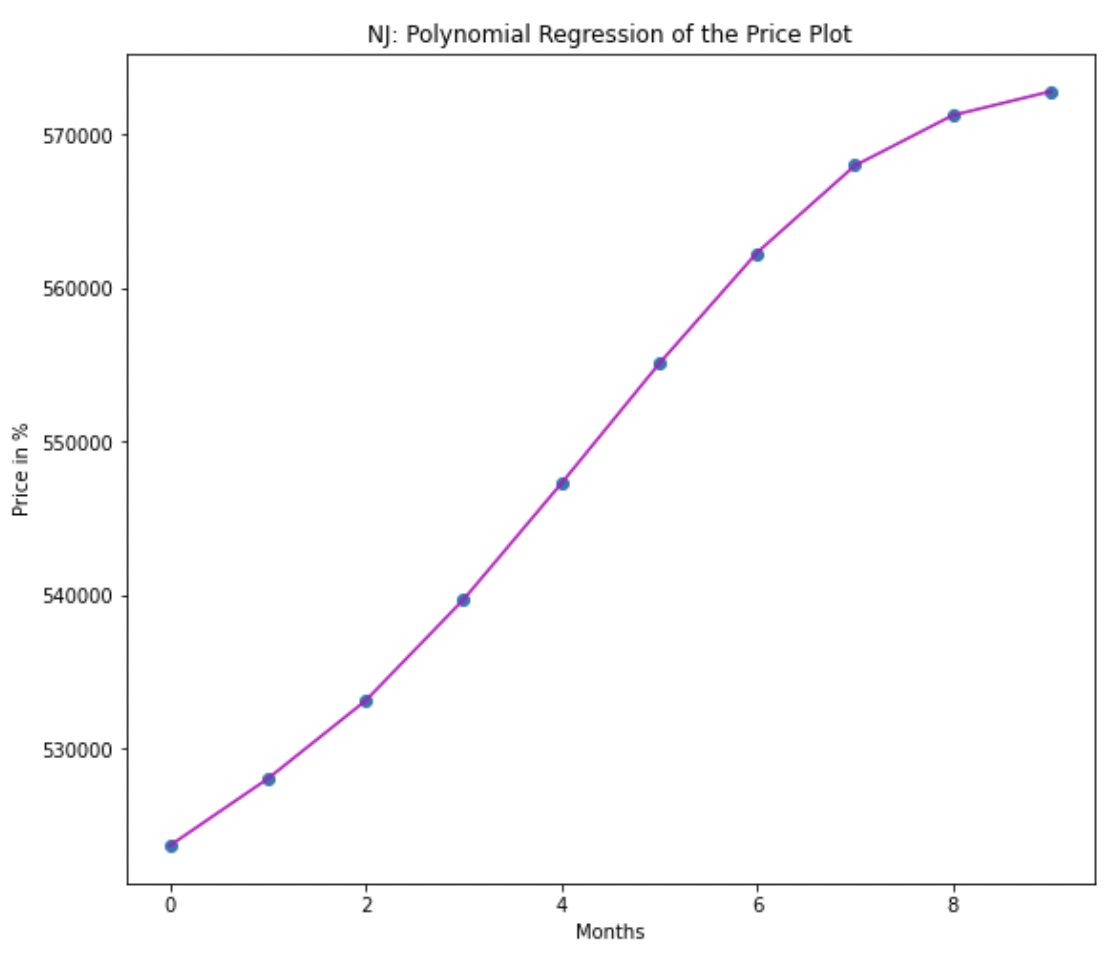 NJ: Polynomial Regression of the Price Plot
570000
560000
550000
540000
530000
Price in %
0 2 4 6 8
Months